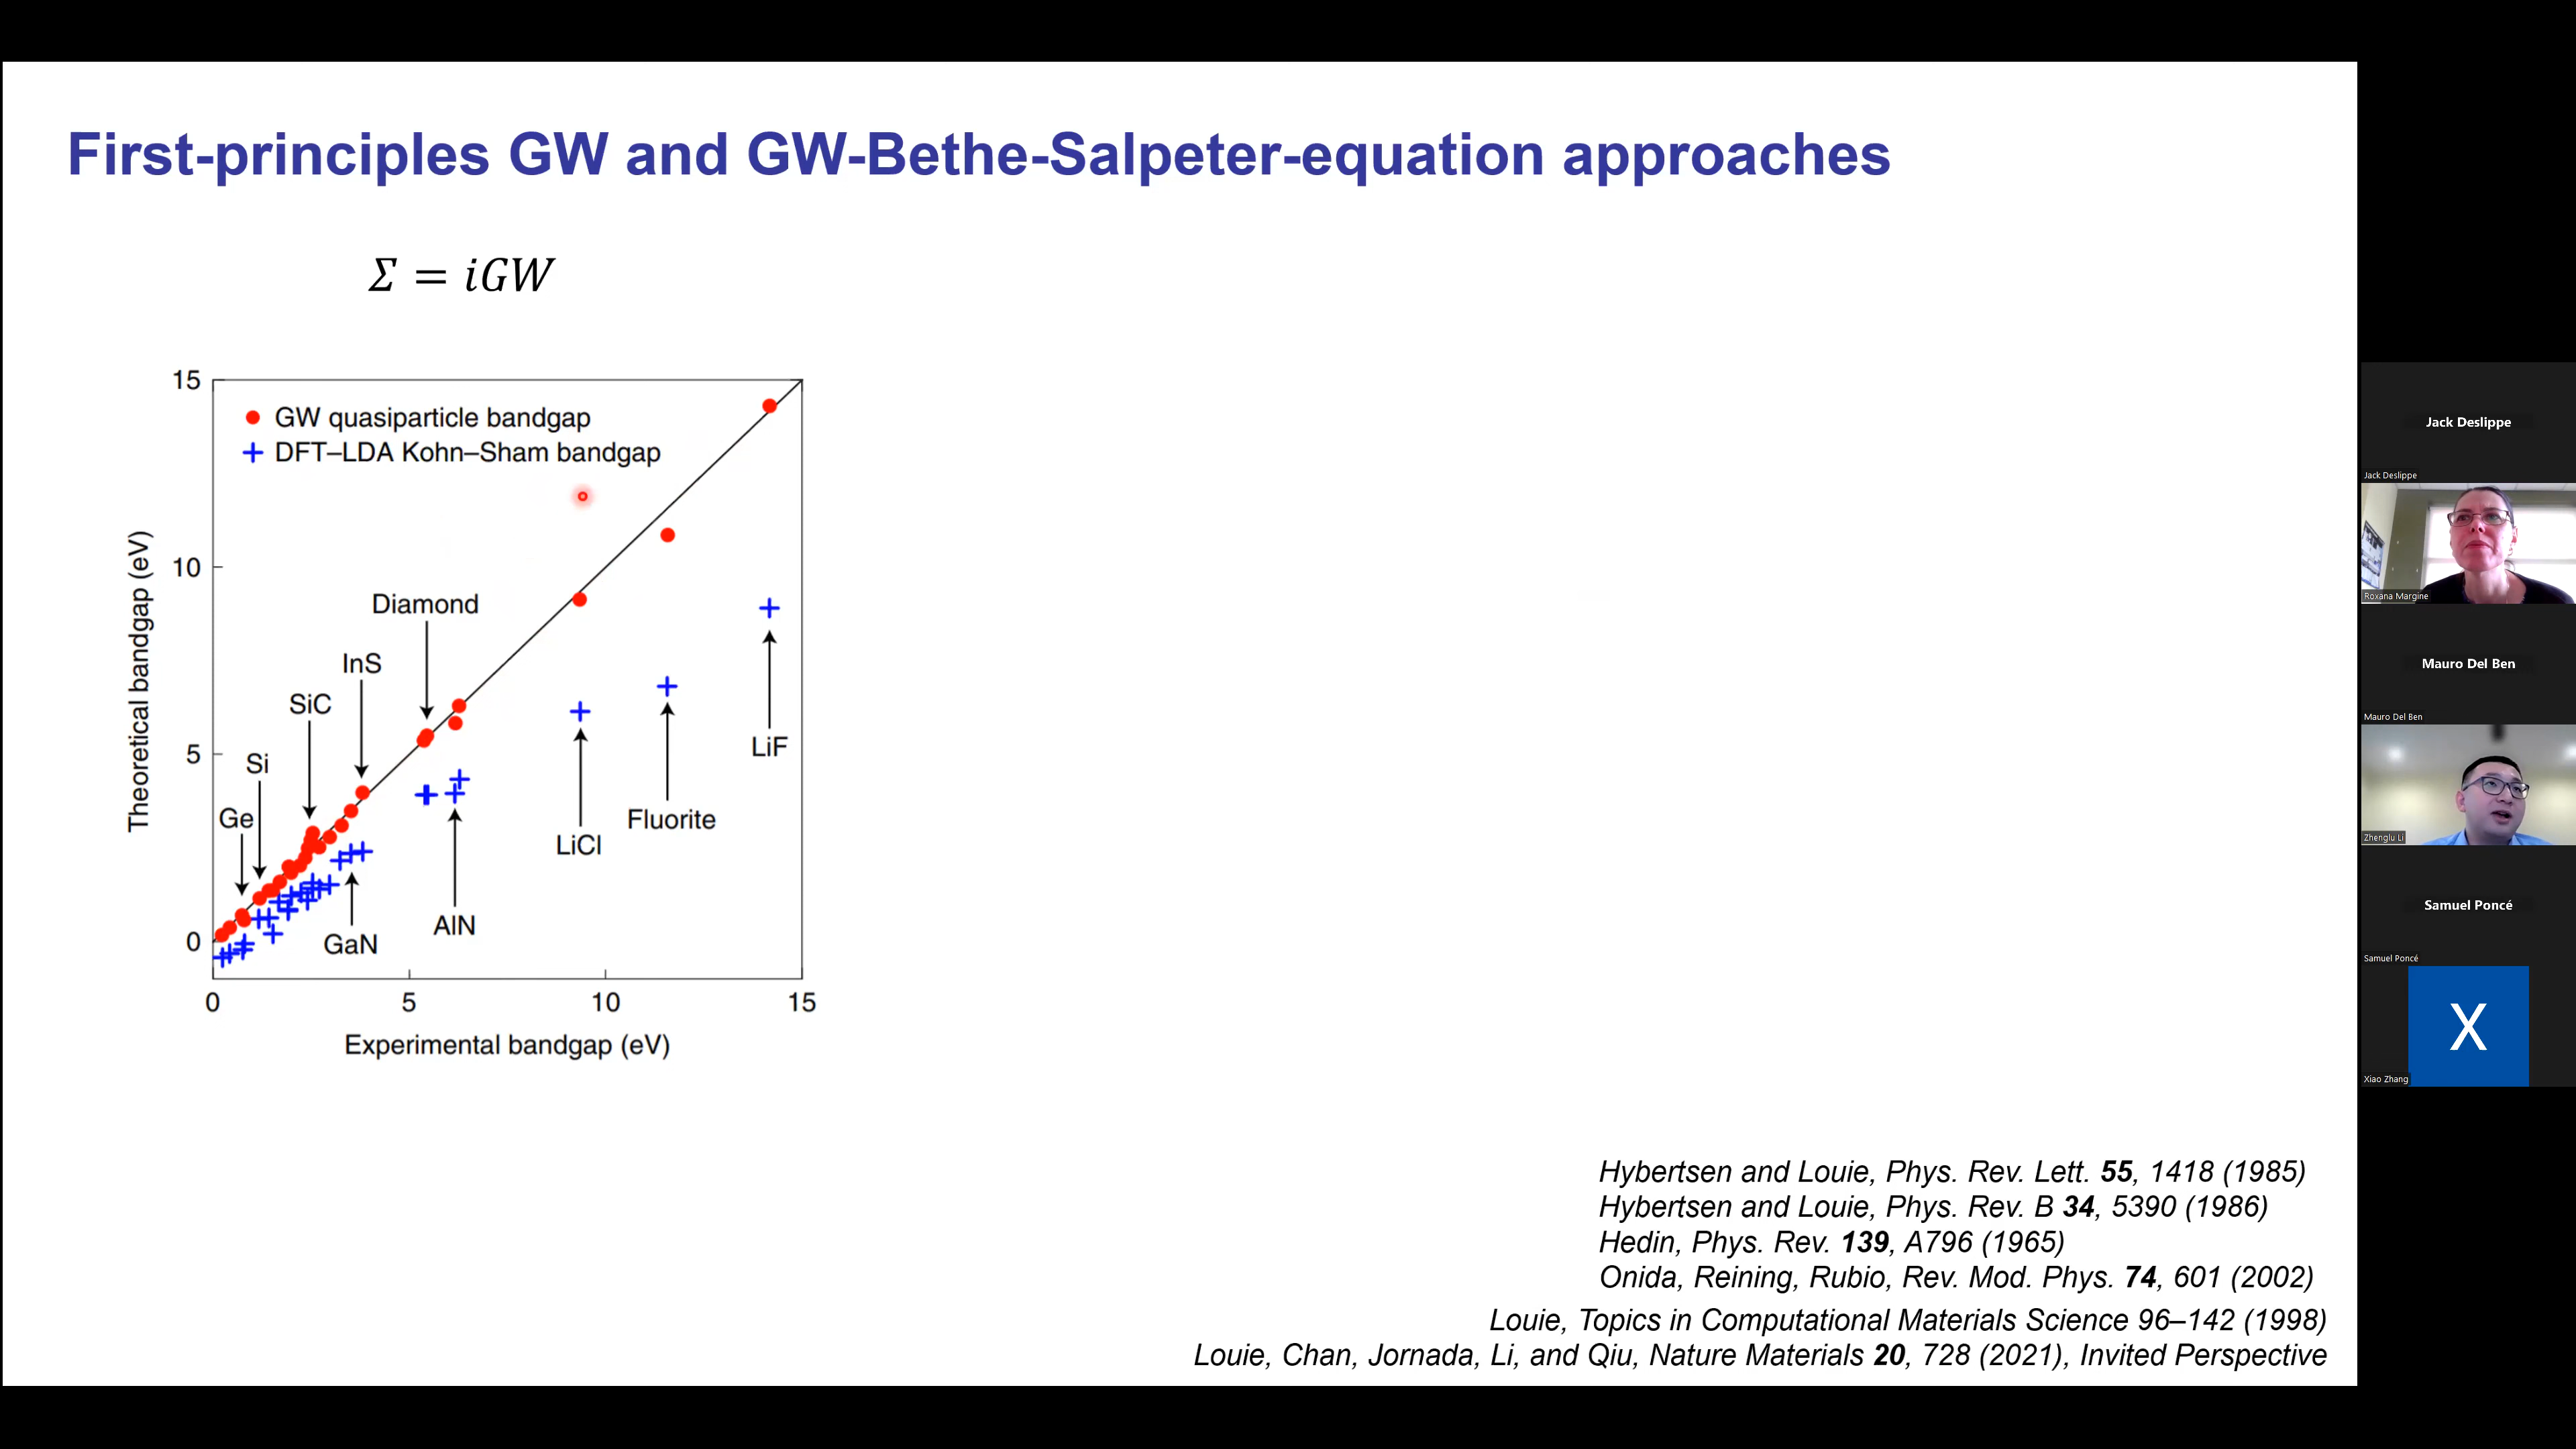 First-principles GW and GW-Bethe-Salpeter-equation approaches
Σ = iGW
15
GW quasiparticle bandgap
DFT–LDA Kohn–Sham bandgap
10
Diamond
InS
SiC
5
Si
LiF
Ge
Fluorite
LiCl
0
GaN
AlN
0
5
10
15
Theoretical bandgap (eV)
Experimental bandgap (eV)
Hybertsen and Louie, Phys. Rev. Lett. 55, 1418 (1985)
Hybertsen and Louie, Phys. Rev. B 34, 5390 (1986)
Hedin, Phys. Rev. 139, A796 (1965)
Onida, Reining, Rubio, Rev. Mod. Phys. 74, 601 (2002)
Louie, Topics in Computational Materials Science 96–142 (1998)
Louie, Chan, Jornada, Li, and Qiu, Nature Materials 20, 728 (2021), Invited Perspective
Jack Deslippe
Jack Deslippe
Roxana Margine
Mauro Del Ben
Mauro Del Ben
Zhenglu Li
Samuel Poncé
Samuel Poncé
X
Xiao Zhang